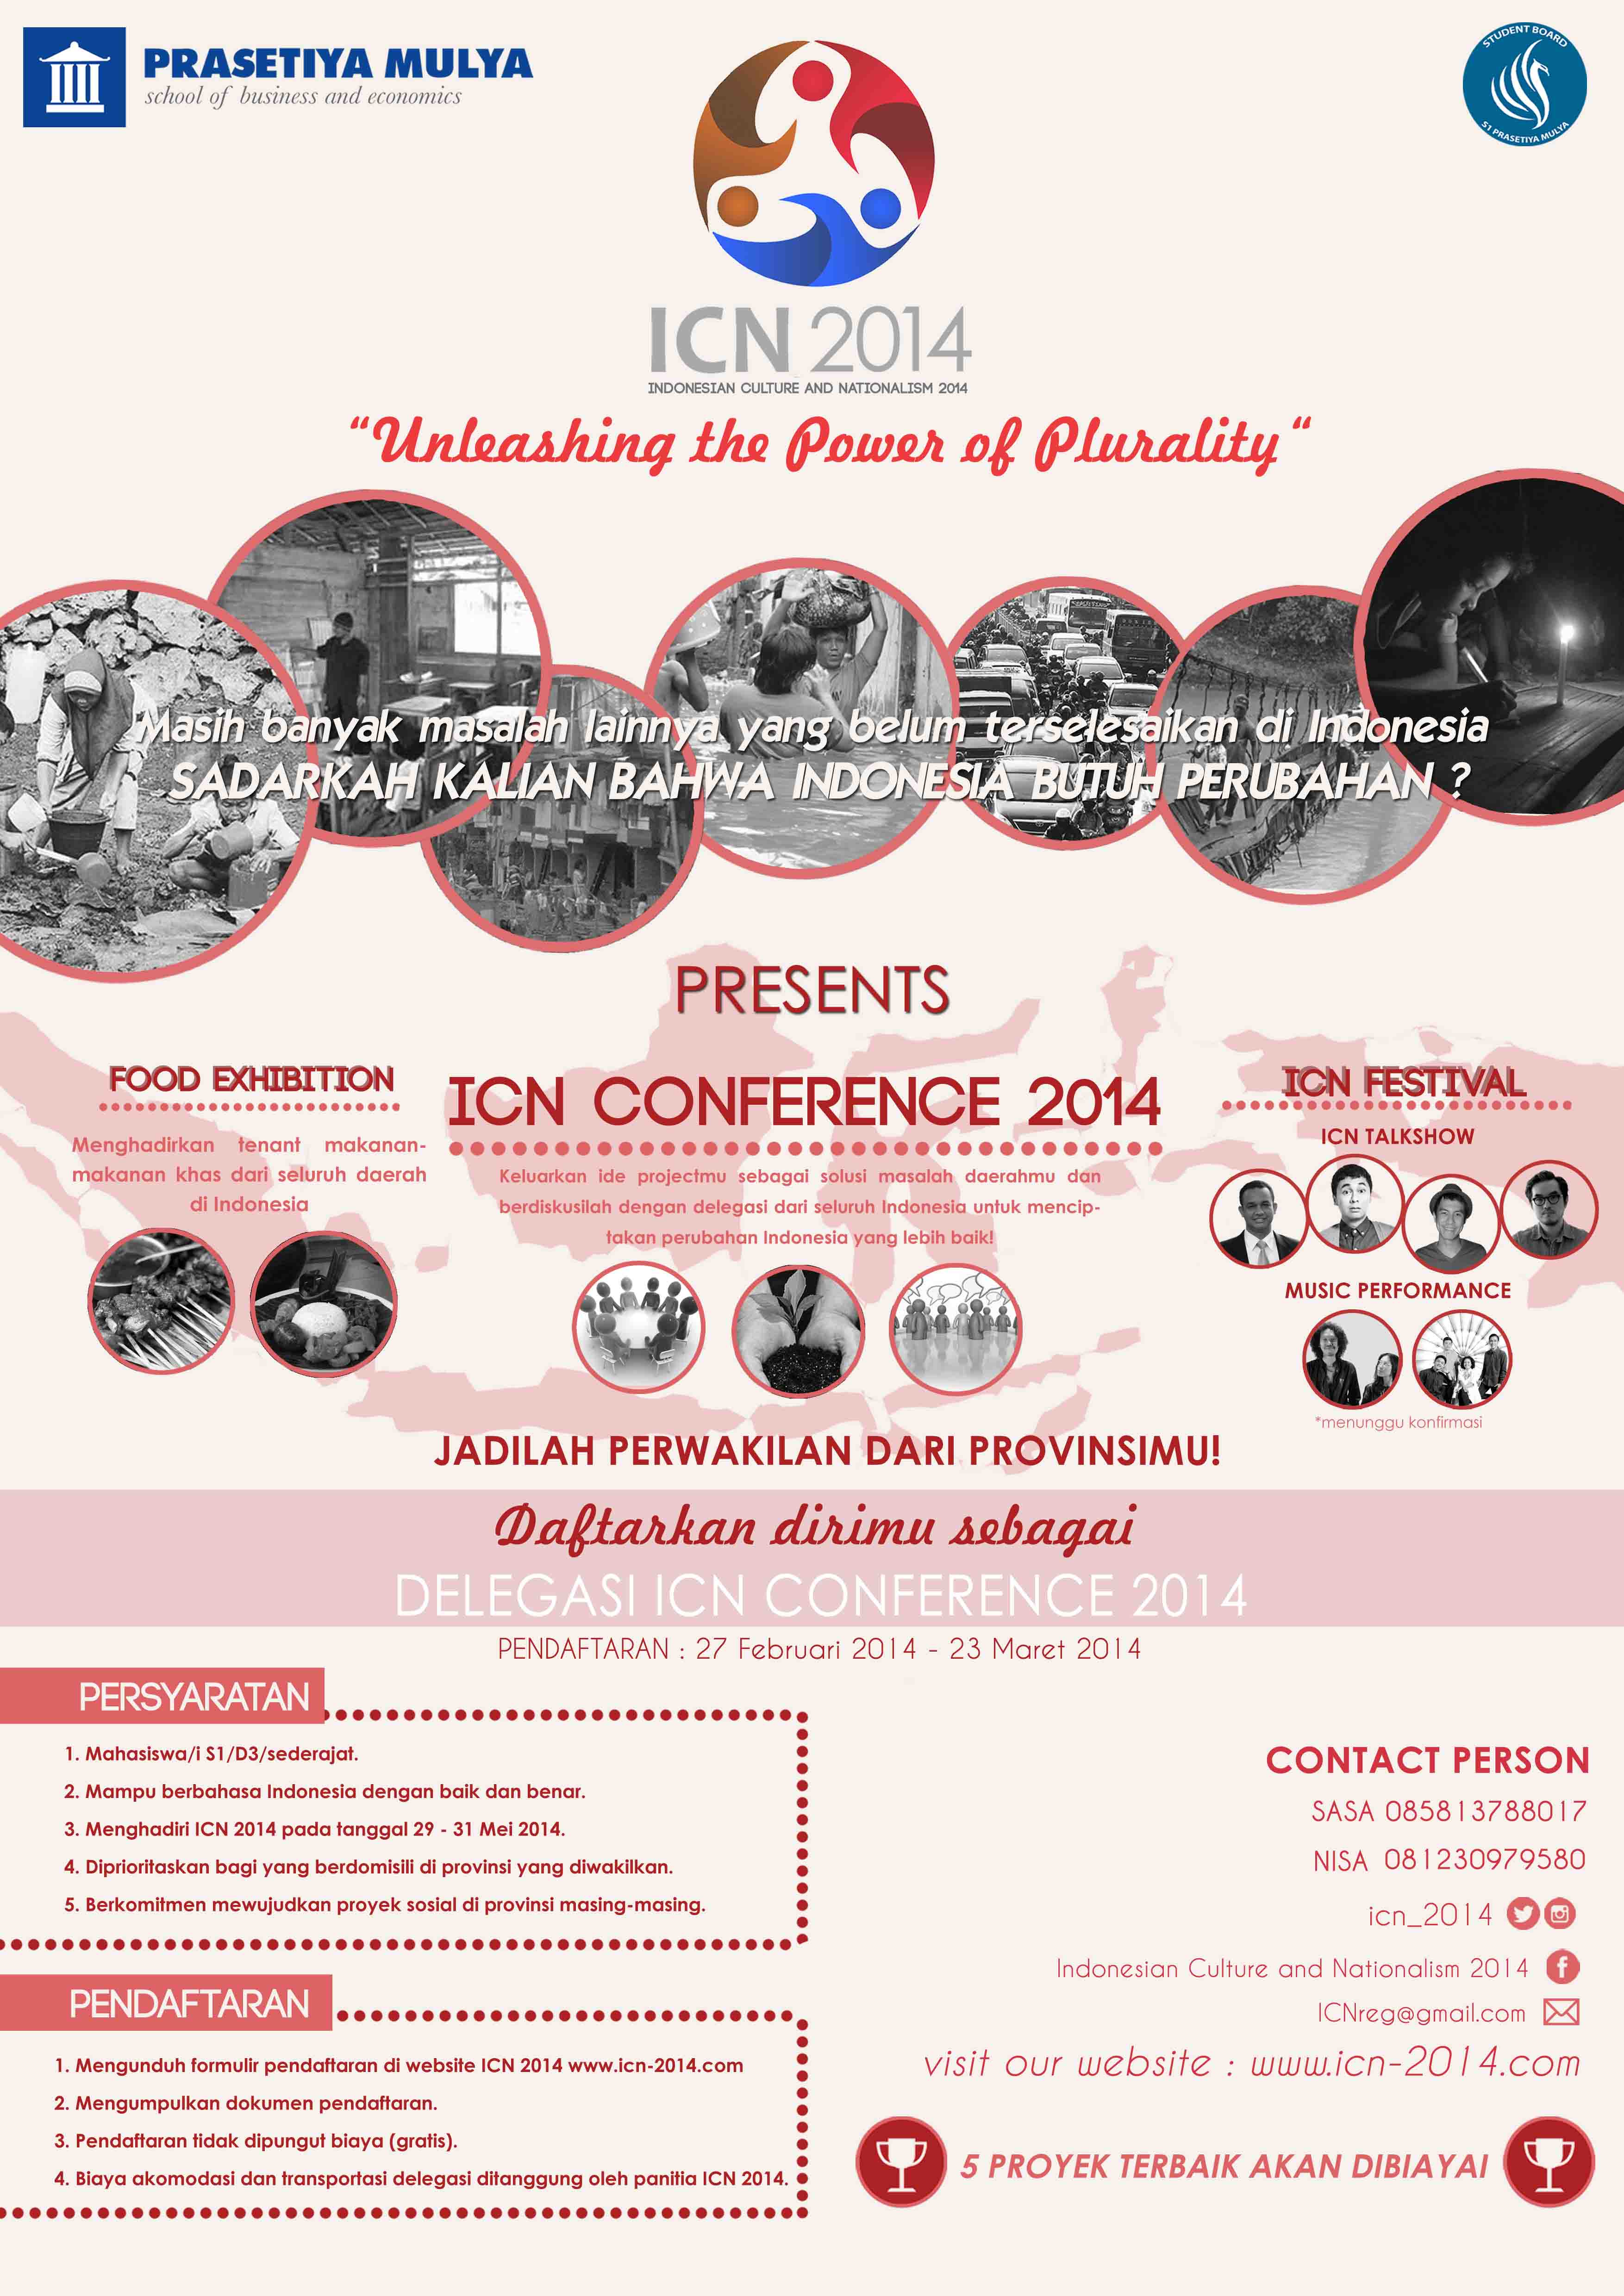 PRASETIYA MULYA
school of business and economics
STUDENT BOARD
S1 PRASETIYA MULYA
ICN 2014
INDONESIAN CULTURE AND NATIONALISM 2014
"Unleashing the Power of Plurality"
Masih banyak masalah lainnya yang belum terselesaikan di Indonesia
SADARKAH KALIAN BAHWA INDONESIA BUTUH PERUBAHAN ?
PRESENTS
FOOD EXHIBITION
Menghadirkan tenant makanan-
makanan khas dari seluruh daerah
di Indonesia
ICN CONFERENCE 2014
Keluarkan ide projectmu sebagai solusi masalah daerahmu dan
berdiskusilah dengan delegasi dari seluruh Indonesia untuk mencip-
takan perubahan Indonesia yang lebih baik!
ICN FESTIVAL
ICN TALKSHOW
MUSIC PERFORMANCE
*menunggu konfirmasi
JADILAH PERWAKILAN DARI PROVINSIMU!
Daftarkan dirimu sebagai
DELEGASI ICN CONFERENCE 2014
PENDAFTARAN : 27 Februari 2014 - 23 Maret 2014
PERSYARATAN
1. Mahasiswa/i S1/D3/sederajat.
2. Mampu berbahasa Indonesia dengan baik dan benar.
3. Menghadiri ICN 2014 pada tanggal 29 - 31 Mei 2014.
4. Diprioritaskan bagi yang berdomisili di provinsi yang diwakilkan.
5. Berkomitmen mewujudkan proyek sosial di provinsi masing-masing.
PENDAFTARAN
1. Mengunduh formulir pendaftaran di website ICN 2014 www.icn-2014.com
2. Mengumpulkan dokumen pendaftaran.
3. Pendaftaran tidak dipungut biaya (gratis).
4. Biaya akomodasi dan transportasi delegasi ditanggung oleh panitia ICN 2014.
CONTACT PERSON
SASA 085813788017
NISA 081230979580
icn_2014
Indonesian Culture and Nationalism 2014
ICNreg@gmail.com
visit our website : www.icn-2014.com
5 PROYEK TERBAIK AKAN DIBIAYAI